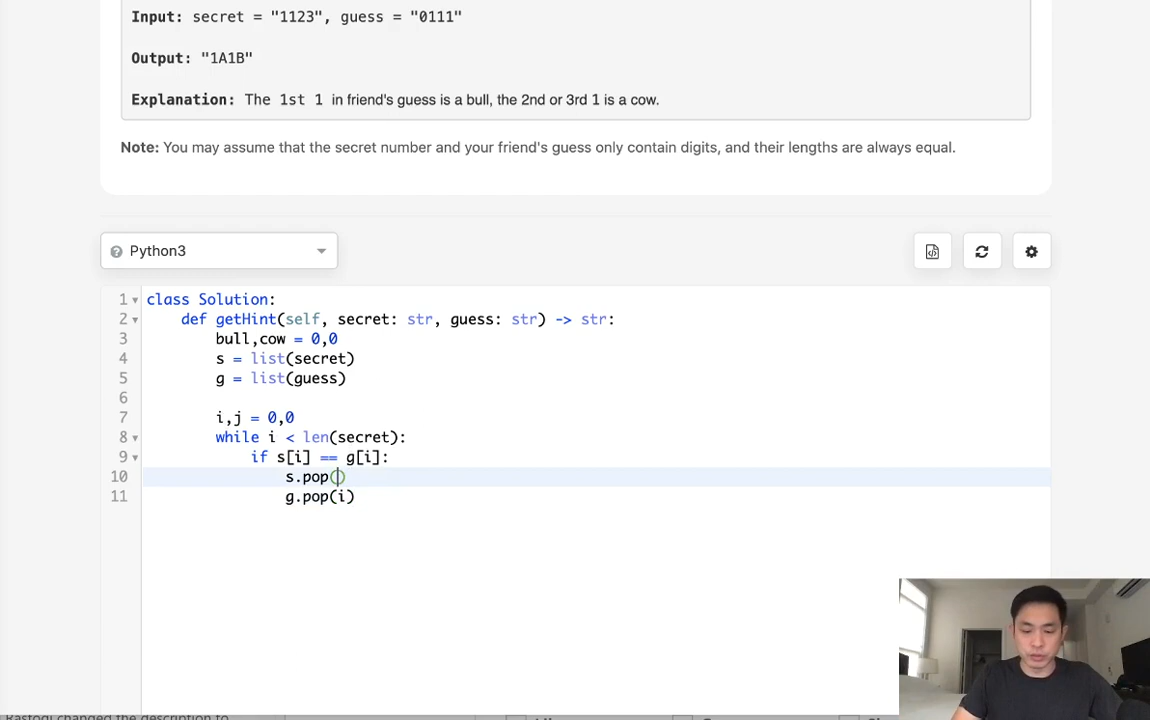 Input: secret = "1123", guess = "0111"
Output: "1A1B"
Explanation: The 1st 1 in friend's guess is a bull, the 2nd or 3rd 1 is a cow.
Note: You may assume that the secret number and your friend's guess only contain digits, and their lengths are always equal.
Python3
1 class Solution:
2 def getHint(self, secret: str, guess: str) -> str:
3 bull,cow = 0,0
4 s = list(secret)
5 g = list(guess)
6
7 i,j = 0,0
8 while i < len(secret):
9 if s[i] == g[i]:
10 s.pop()
11 g.pop(i)